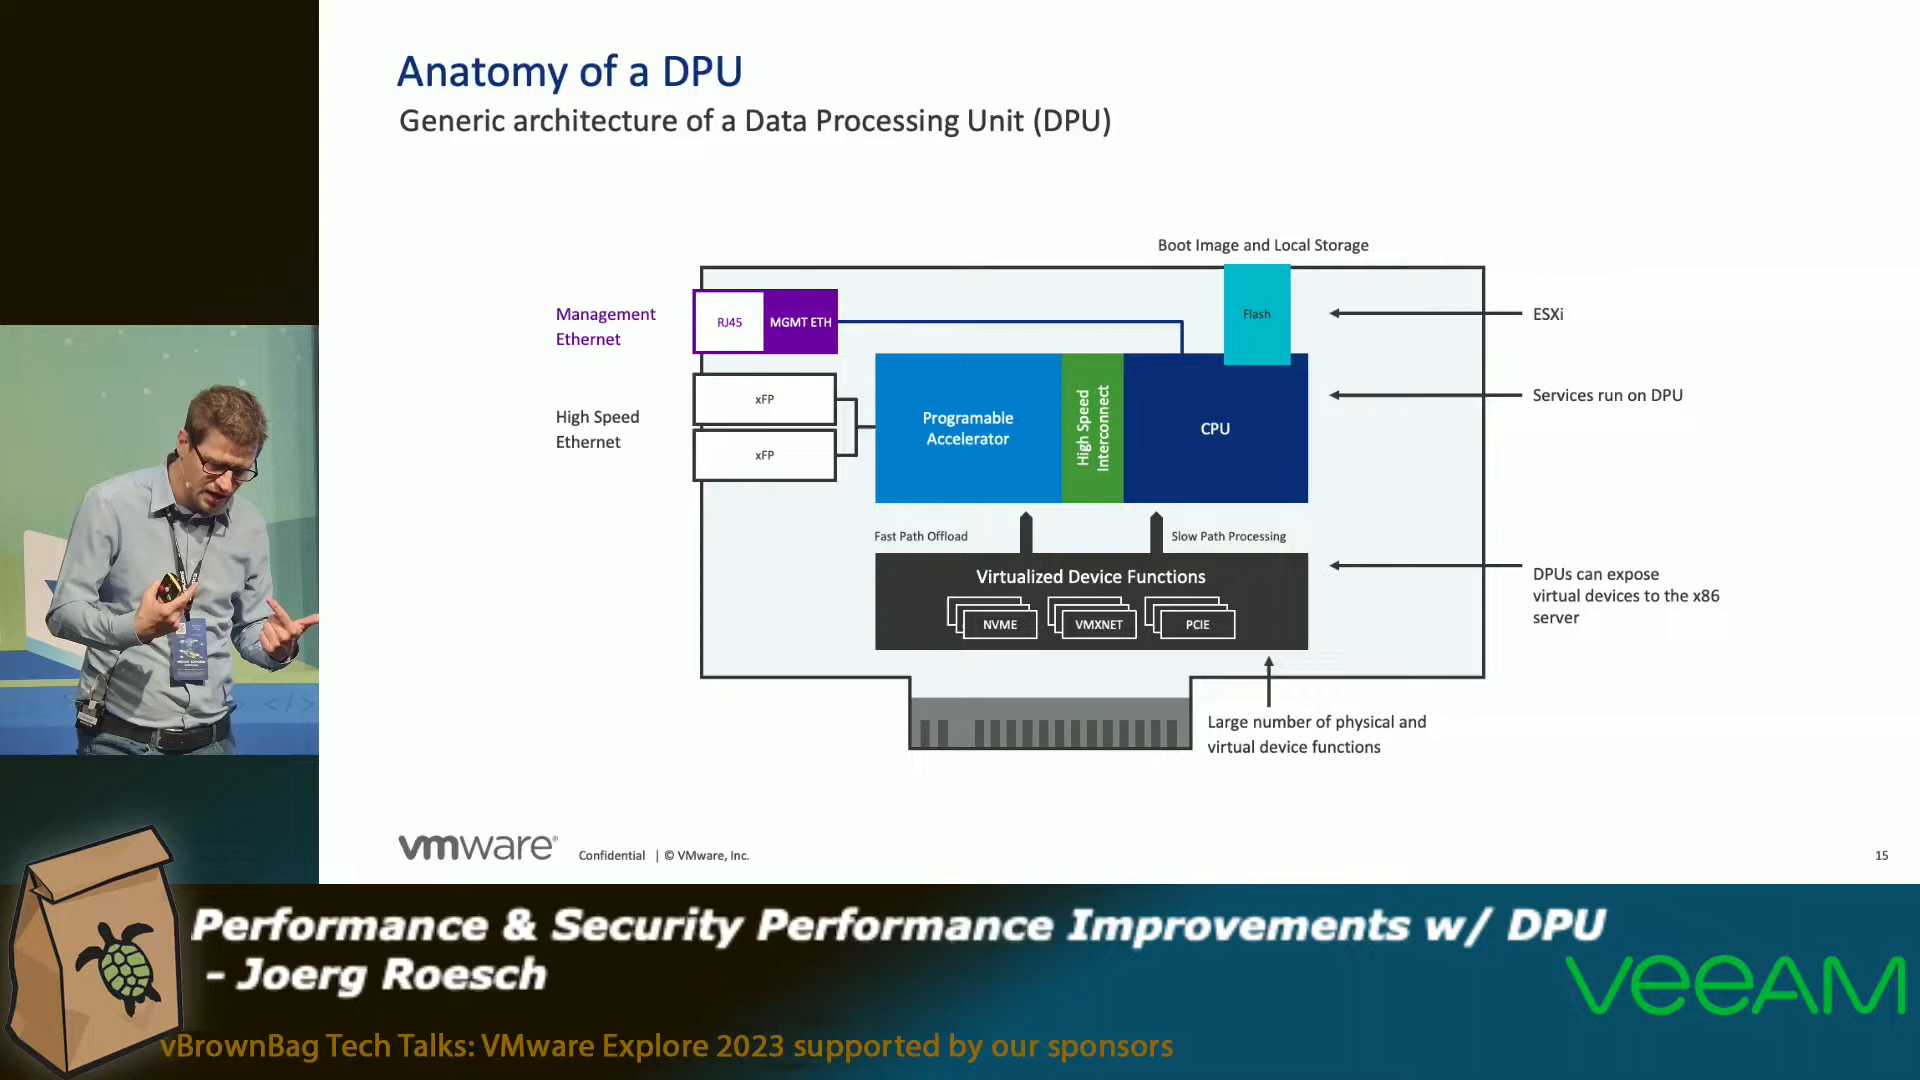 Anatomy of a DPU
Generic architecture of a Data Processing Unit (DPU)
Boot Image and Local Storage
Management
Ethernet
RJ45
MGMT ETH
Flash
ESXi
High Speed
Ethernet
xFP
xFP
Programable
Accelerator
High Speed
Interconnect
CPU
Services run on DPU
Fast Path Offload
Slow Path Processing
Virtualized Device Functions
NVME
VMXNET
PCIE
DPUs can expose
virtual devices to the x86
server
Large number of physical and
virtual device functions
vmware®
Confidential | © VMware, Inc.
15
Performance & Security Performance Improvements w/ DPU
- Joerg Roesch
veeam
vBrownBag Tech Talks: VMware Explore 2023 supported by our sponsors